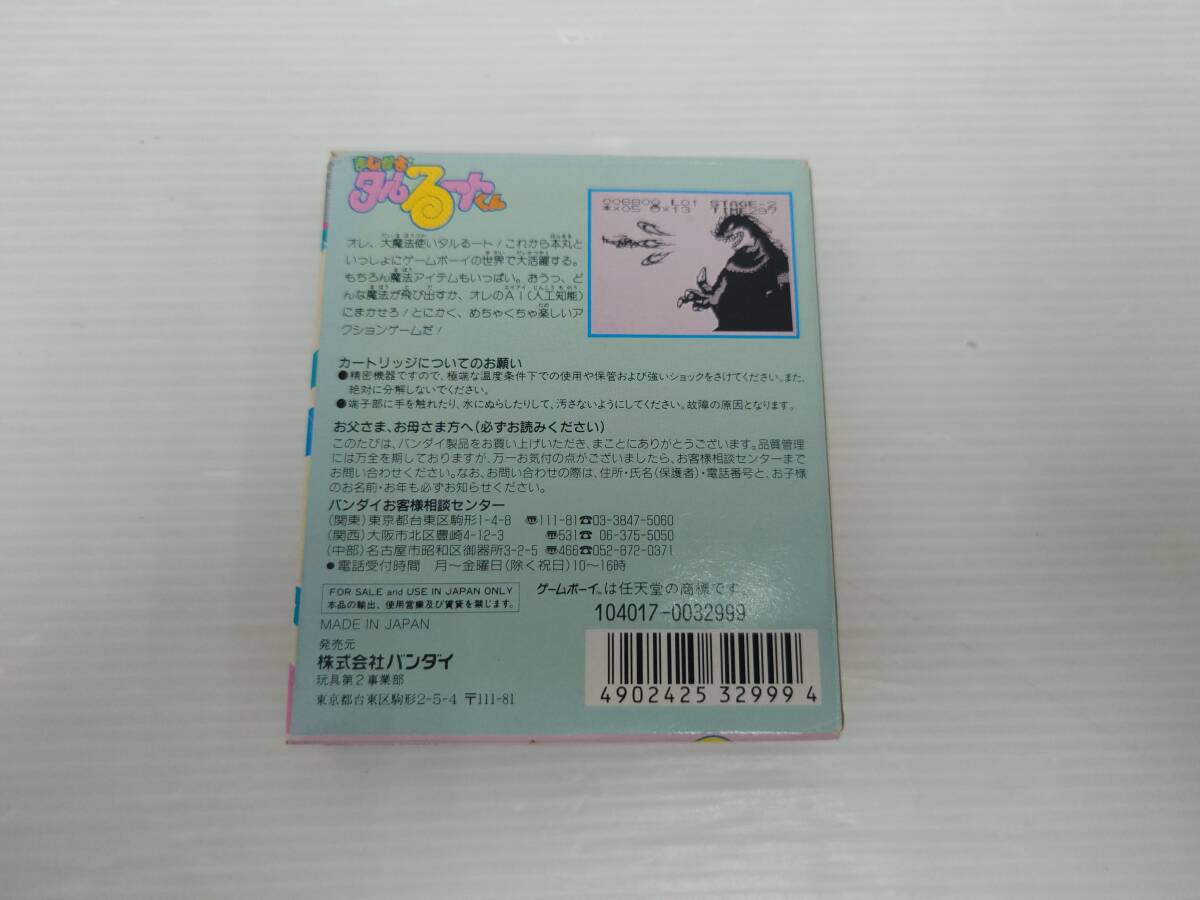 まじかる
タルるートくん
オレ、大魔法使いタルるート！これから本丸と
いっしょにゲームボーイの世界で大活躍する。
もちろん魔法アイテムもいっぱい。おうっ、ど
んな魔法が飛び出すか、オレのAI(人工知能)
にまかせろ！とにかく、めちゃくちゃ楽しいア
クションゲームだ！
006800 L01 STAGE-2
×05 ×13 TIME297
カートリッジについてのお願い
●精密機器ですので、極端な温度条件下での使用や保管および強いショックをさけてください。また、
絶対に分解しないでください。
●端子部に手を触れたり、水にぬらしたりして、汚さないようにしてください。故障の原因となります。
お父さま、お母さま方へ(必ずお読みください)
このたびは、バンダイ製品をお買い上げいただき、まことにありがとうございます。品質管理
には万全を期しておりますが、万一お気付の点がございましたら、お客様相談センターまで
お問い合わせください。なお、お問い合わせの際は、住所・氏名(保護者)・電話番号と、お子様
のお名前・お年も必ずお知らせください。
バンダイお客様相談センター
(関東)東京都台東区駒形1-4-8 〠111-81☎03-3847-5060
(関西)大阪市北区豊崎4-12-3 〠531☎ 06-375-5050
(中部)名古屋市昭和区御器所3-2-5 〠466☎052-872-0371
●電話受付時間 月〜金曜日(除く祝日)10〜16時
FOR SALE and USE IN JAPAN ONLY
本品の輸出、使用営業及び賃貸を禁じます。
ゲームボーイ™は任天堂の商標です。
104017-0032999
MADE IN JAPAN
発売元
株式会社バンダイ
玩具第2事業部
東京都台東区駒形2-5-4 〒111-81
4902425 329994